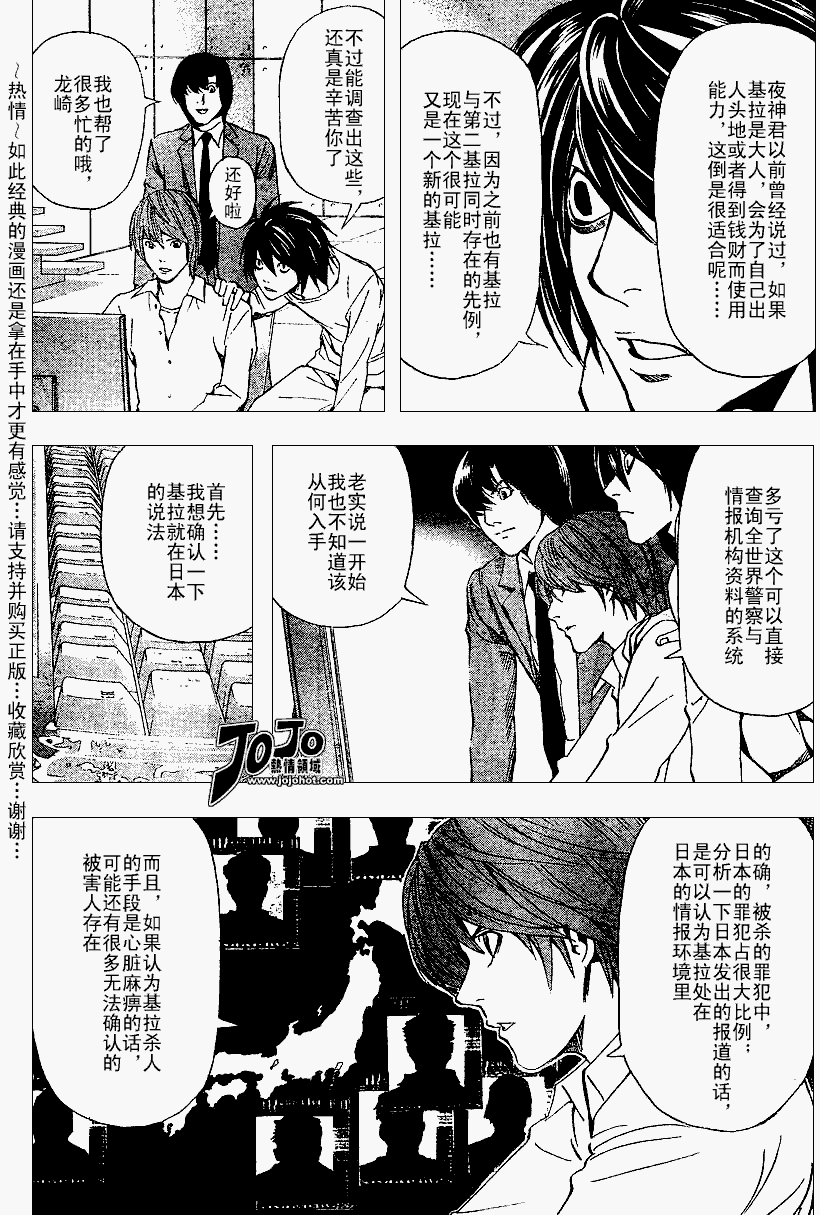 夜神君以前曾经说过，如果
基拉是大人，会为了自己出
人头地或者得到钱财而使用
能力，这倒是很适合呢……
不过，因为之前也有基拉
与第二基拉同时存在的先例，
现在这个很可能
又是一个新的基拉……
不过能调查出这些，
还真是辛苦你了
还好啦
我也帮了
很多忙的哦，
龙崎
多亏了这个可以直接
查询全世界警察与
情报机构资料的系统
老实说一开始
我也不知道该
从何入手
首先……
我想确认一下
基拉就在日本
的说法
的确，被杀的罪犯中，
日本的罪犯占很大比例…
分析一下日本发出的报道的话，
是可以认为基拉处在
日本的情报环境里
而且，如果认为基拉杀人
的手段是心脏麻痹的话，
可能还有很多无法确认的
被害人存在
～热情～如此经典的漫画还是拿在手中才更有感觉…请支持并购买正版…收藏欣赏…谢谢…
JOJO
熱情領域
www.jojohot.com